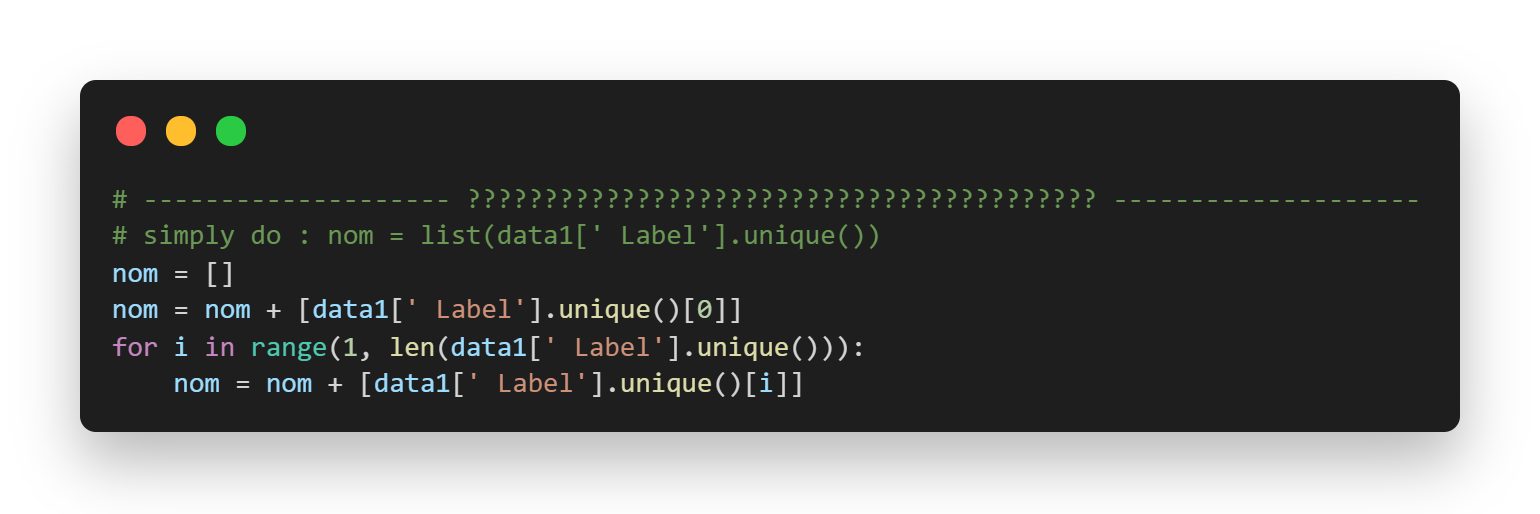 # -------------------- ????????????????????????????????????????? --------------------
# simply do : nom = list(data1[' Label'].unique())
nom = []
nom = nom + [data1[' Label'].unique()[0]]
for i in range(1, len(data1[' Label'].unique())):
    nom = nom + [data1[' Label'].unique()[i]]